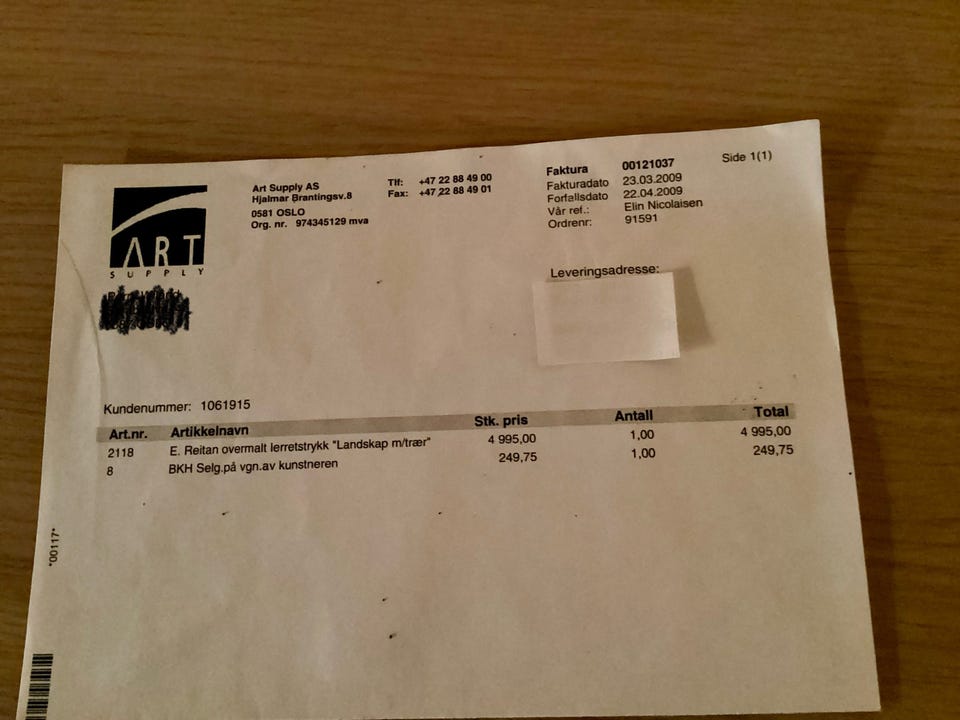 ART
SUPPLY
Art Supply AS
Hjalmar Brantingsv.8
0581 OSLO
Org. nr. 974345129 mva
Tlf: +47 22 88 49 00
Fax: +47 22 88 49 01
Faktura 00121037
Fakturadato 23.03.2009
Forfallsdato 22.04.2009
Vår ref.: Elin Nicolaisen
Ordrenr: 91591
Side 1(1)
Leveringsadresse:
Kundenummer: 1061915
Art.nr. Artikkelnavn Stk. pris Antall Total
2118 E. Reitan overmalt lerretstrykk "Landskap m/trær" 4 995,00 1,00 4 995,00
8 BKH Selg.på vgn.av kunstneren 249,75 1,00 249,75
*00117*